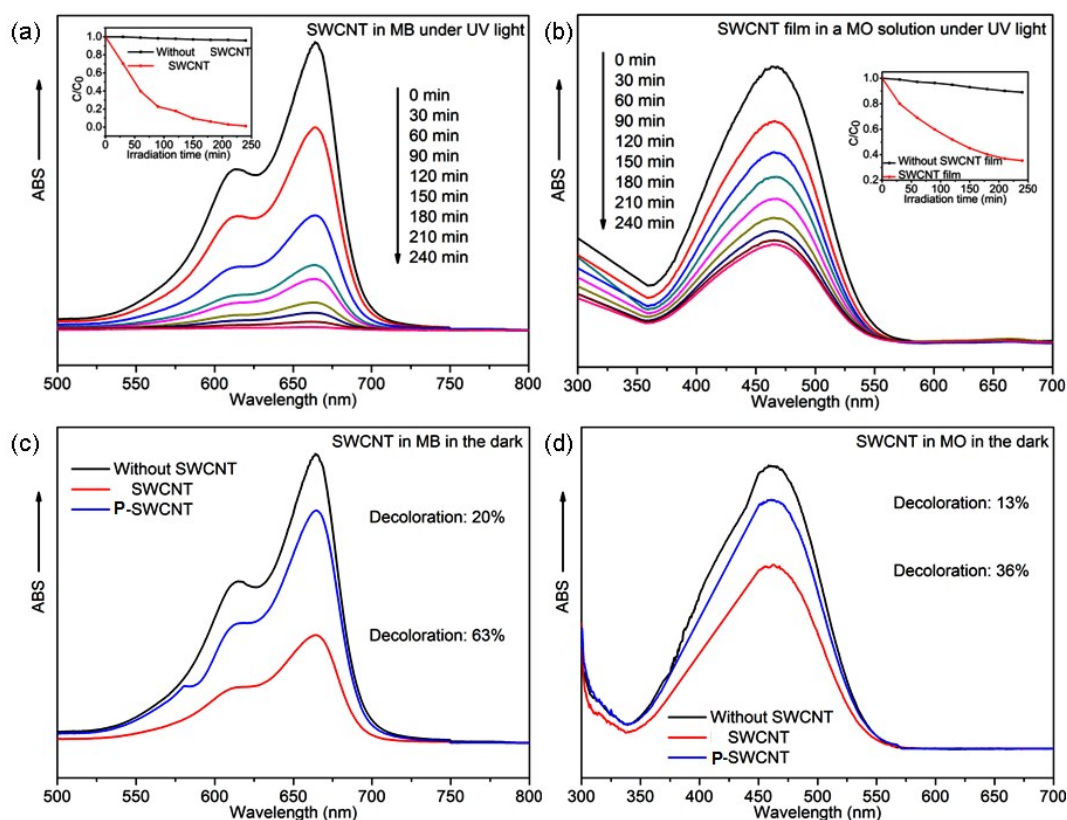 (a)
SWCNT in MB under UV light
1.0
0.8
0.6
0.4
0.2
0.0
C/C0
Without SWCNT
SWCNT
0 50 100 150 200 250
Irradiation time (min)
0 min
30 min
60 min
90 min
120 min
150 min
180 min
210 min
240 min
ABS
500 550 600 650 700 750 800
Wavelength (nm)
(b)
SWCNT film in a MO solution under UV light
0 min
30 min
60 min
90 min
120 min
150 min
180 min
210 min
240 min
1.0
0.8
0.6
0.4
0.2
C/C0
Without SWCNT film
SWCNT film
0 50 100 150 200 250
Irradiation time (min)
ABS
300 350 400 450 500 550 600 650 700
Wavelength (nm)
(c)
SWCNT in MB in the dark
Without SWCNT
SWCNT
P-SWCNT
Decoloration: 20%
Decoloration: 63%
ABS
500 550 600 650 700 750 800
Wavelength (nm)
(d)
SWCNT in MO in the dark
Decoloration: 13%
Decoloration: 36%
Without SWCNT
SWCNT
P-SWCNT
ABS
300 350 400 450 500 550 600 650 700
Wavelength (nm)